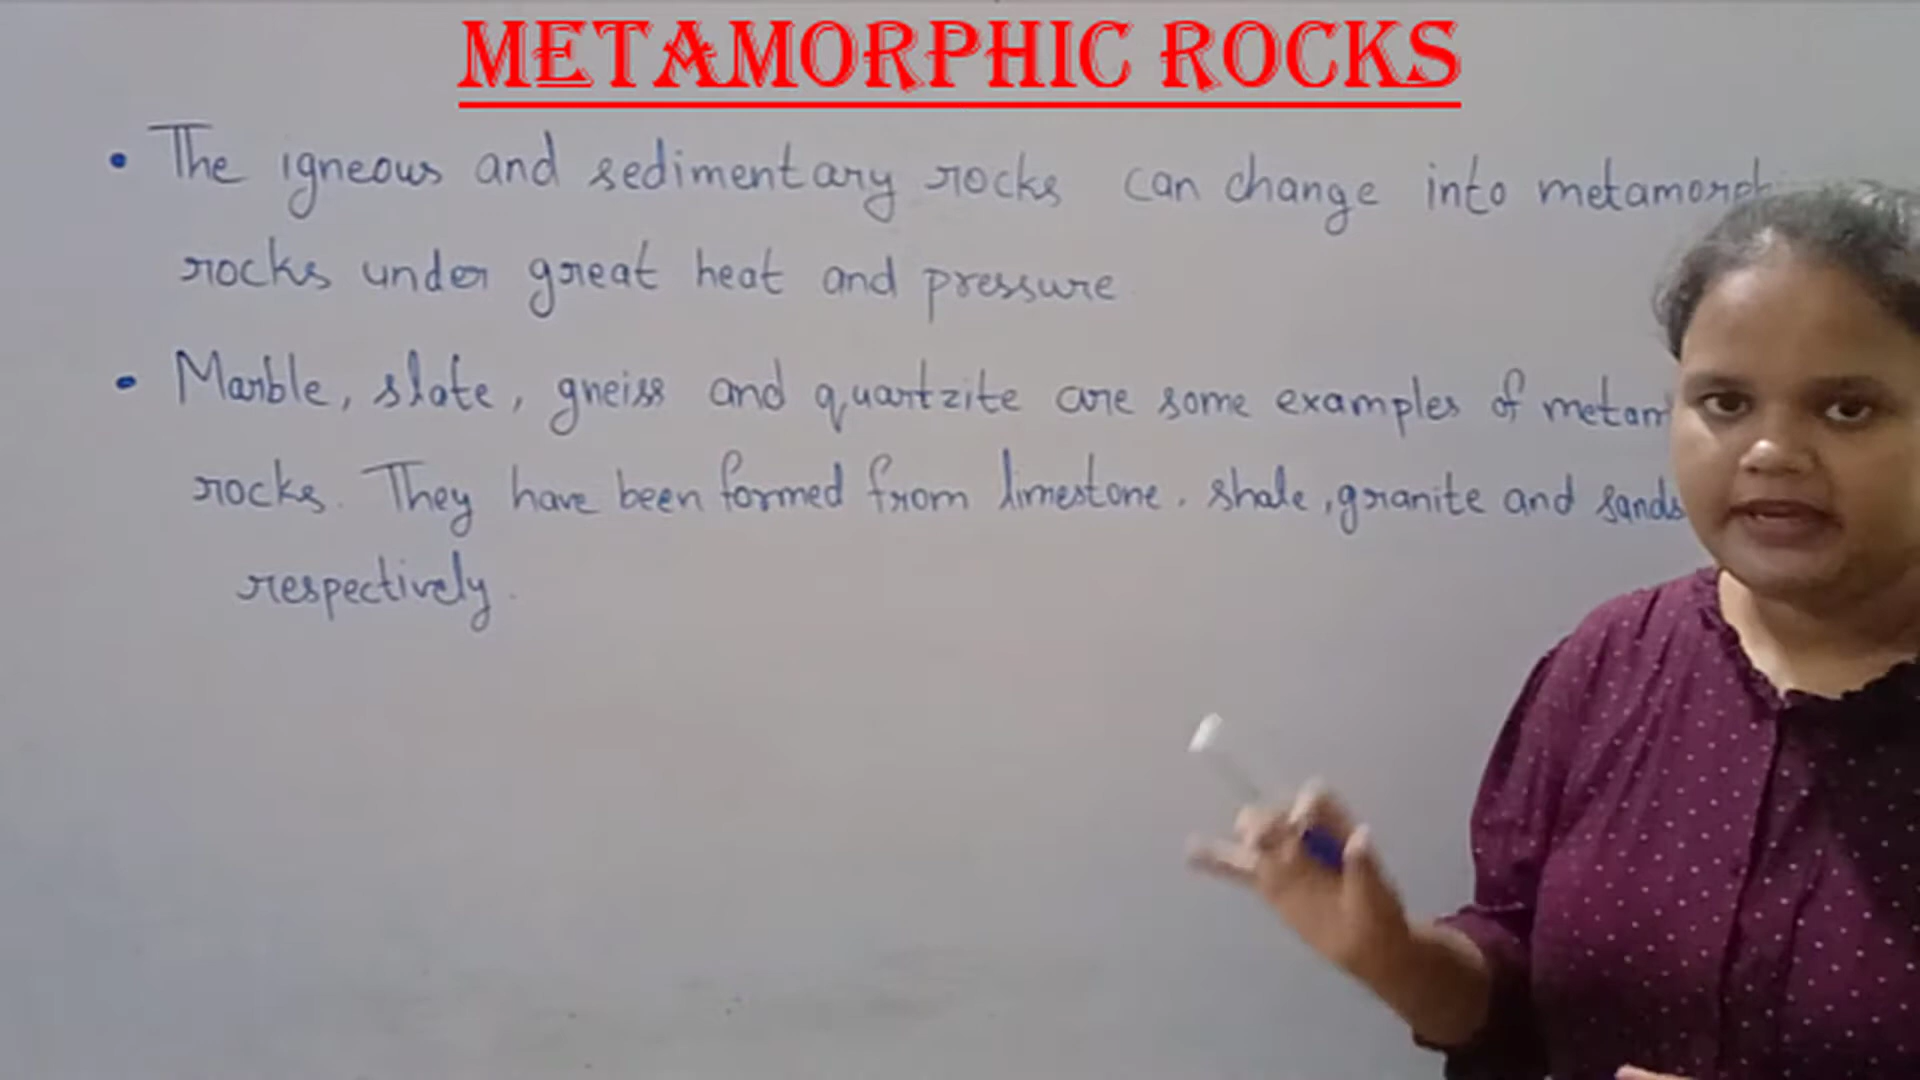 METAMORPHIC ROCKS
• The igneous and sedimentary rocks can change into
rocks under great heat and pressure
• Marble, slate, gneiss and quartzite are some examples of
rocks. They have been formed from limestone, shale, granite and
respectively.